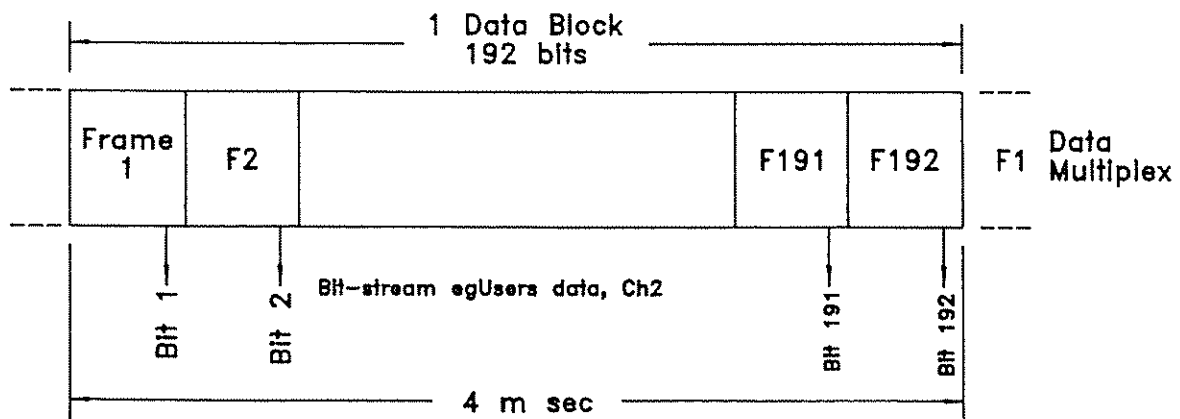 1 Data Block
192 bits
Frame
1
F2
F191
F192
F1
Data
Multiplex
Bit 1
Bit 2
Bit-stream egUsers data, Ch2
Bit 191
Bit 192
4 m sec